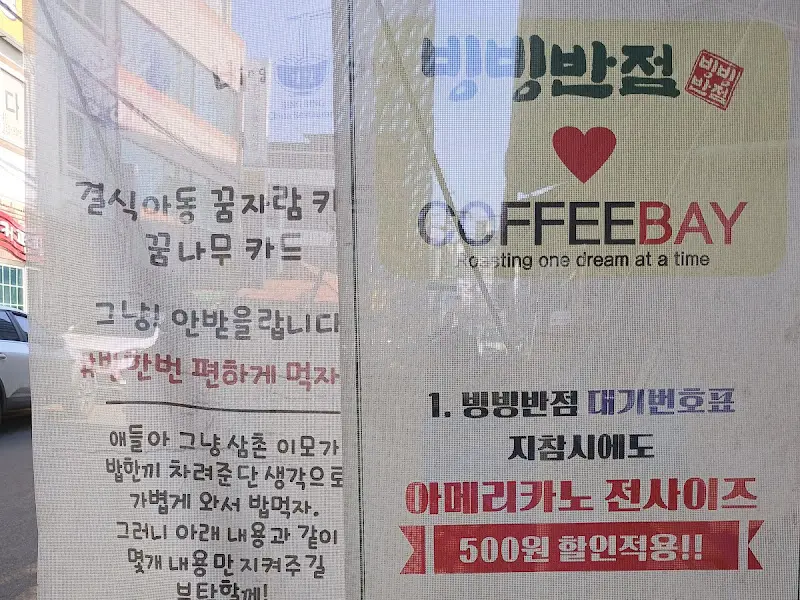 결식아동 꿈자람 카
꿈나무 카드
그냥! 안받을랍니다
한번 편하게 먹자
애들아 그냥 삼촌 이모가
밥한끼 차려준단 생각으로
가볍게 와서 밥먹자.
그러니 아래 내용과 같이
몇개 내용만 지켜주길
부탁할께!
빙빙반점
빙빙
반점
COFFEEBAY
Roasting one dream at a time
1. 빙빙반점 대기번호표
지참시에도
아메리카노 전사이즈
500원 할인적용!!